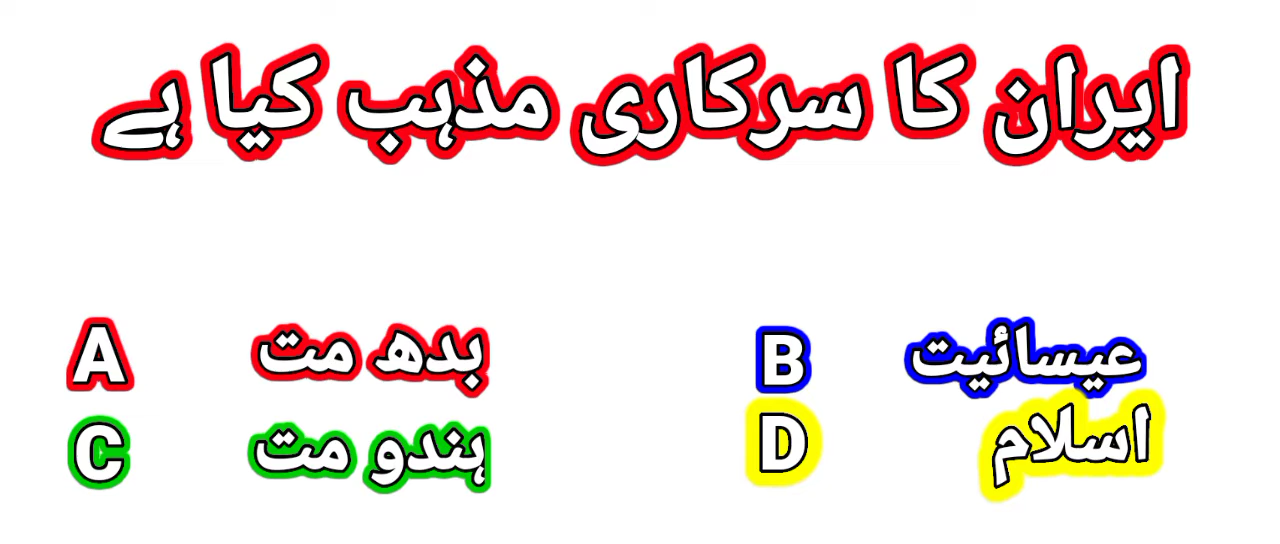 ایران کا سرکاری مذہب کیا ہے
A بدھ مت B عیسائیت
C ہندو مت D اسلام